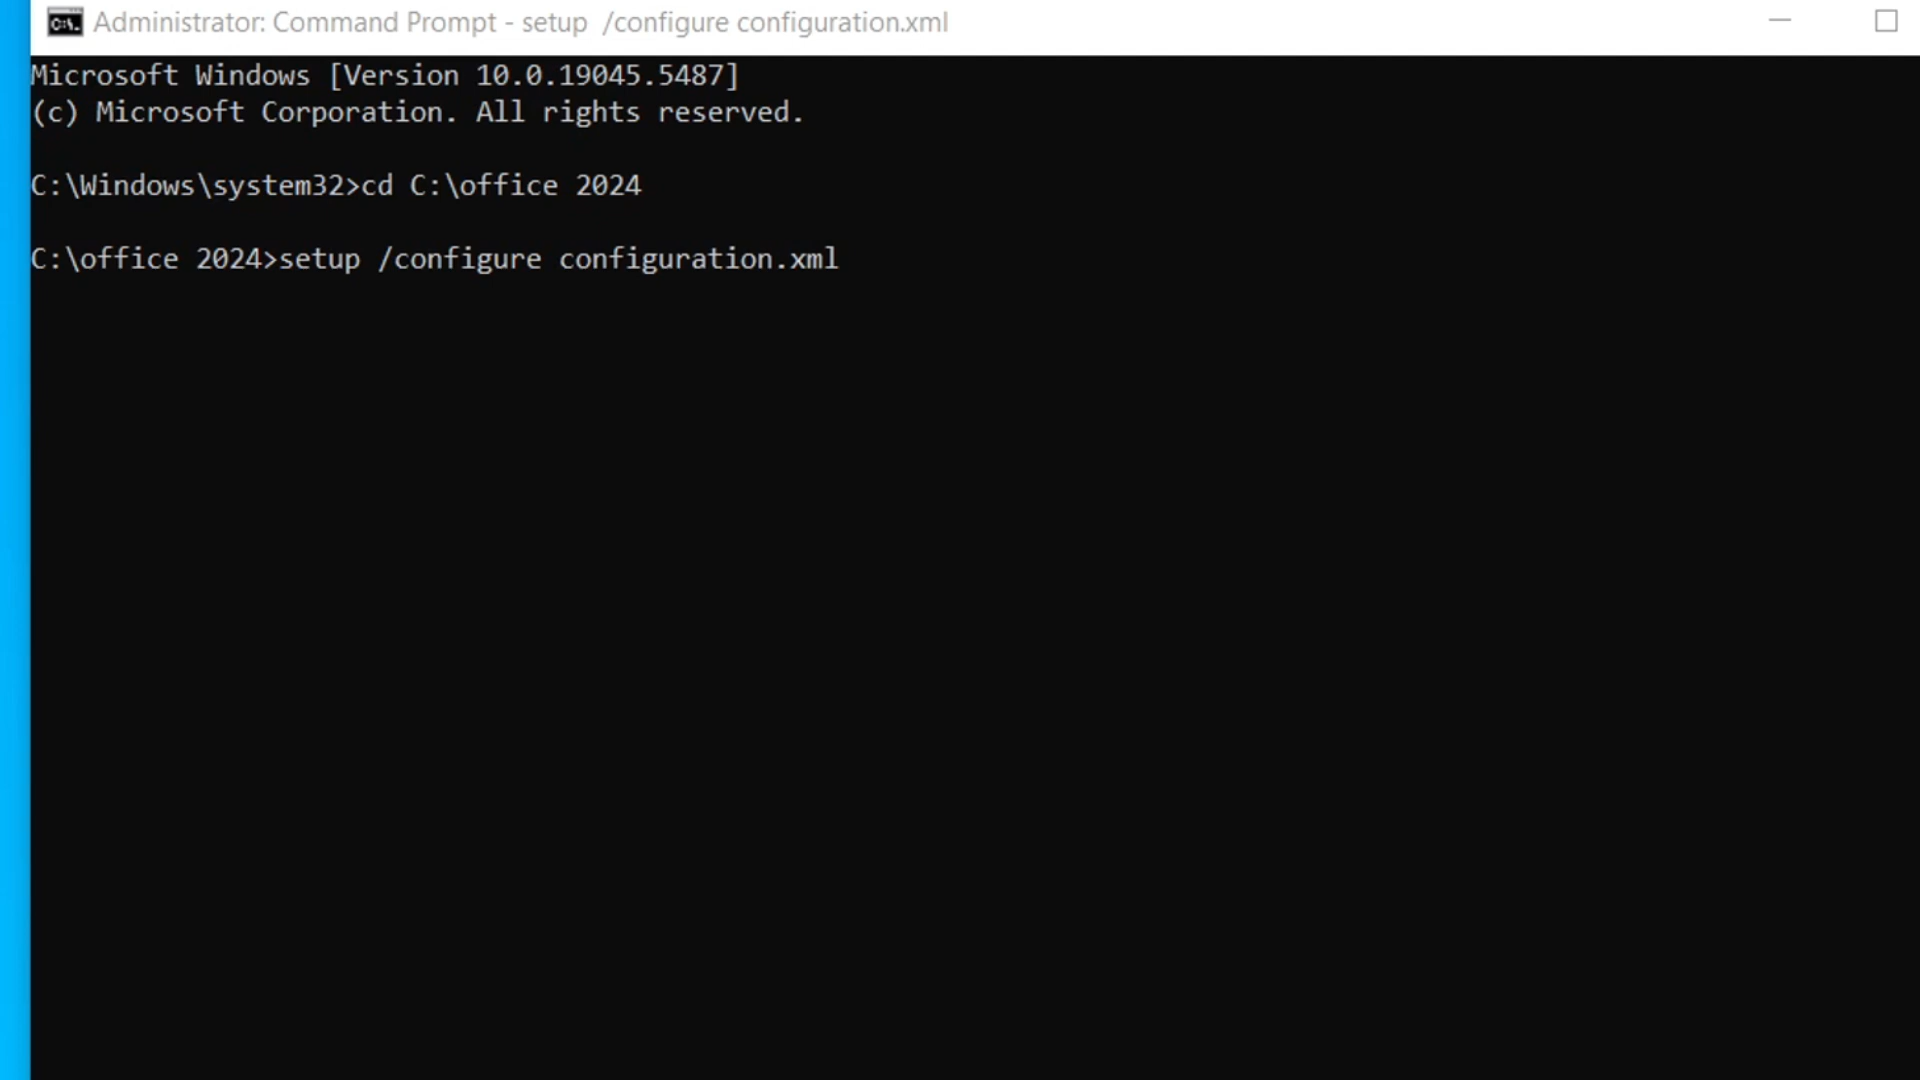 Administrator: Command Prompt - setup  /configure configuration.xml
Microsoft Windows [Version 10.0.19045.5487]
(c) Microsoft Corporation. All rights reserved.
C:\Windows\system32>cd C:\office 2024
C:\office 2024>setup /configure configuration.xml